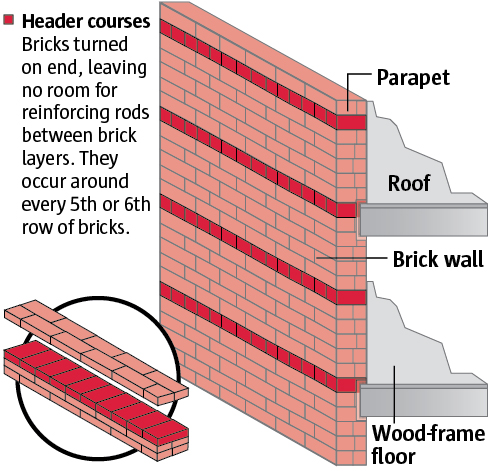 Header courses
Bricks turned
on end, leaving
no room for
reinforcing rods
between brick
layers. They
occur around
every 5th or 6th
row of bricks.
Parapet
Roof
Brick wall
Wood-frame
floor